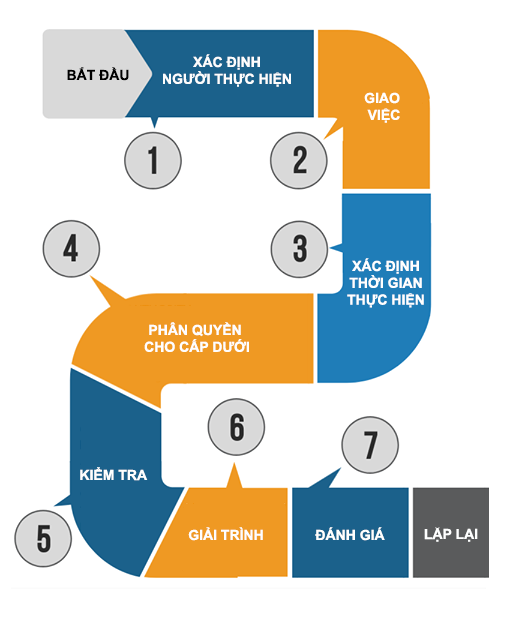 BẮT ĐẦU
XÁC ĐỊNH
NGƯỜI THỰC HIỆN
1
GIAO
VIỆC
2
3
XÁC ĐỊNH
THỜI GIAN
THỰC HIỆN
4
PHÂN QUYỀN
CHO CẤP DƯỚI
KIỂM TRA
5
6
GIẢI TRÌNH
7
ĐÁNH GIÁ
LẶP LẠI